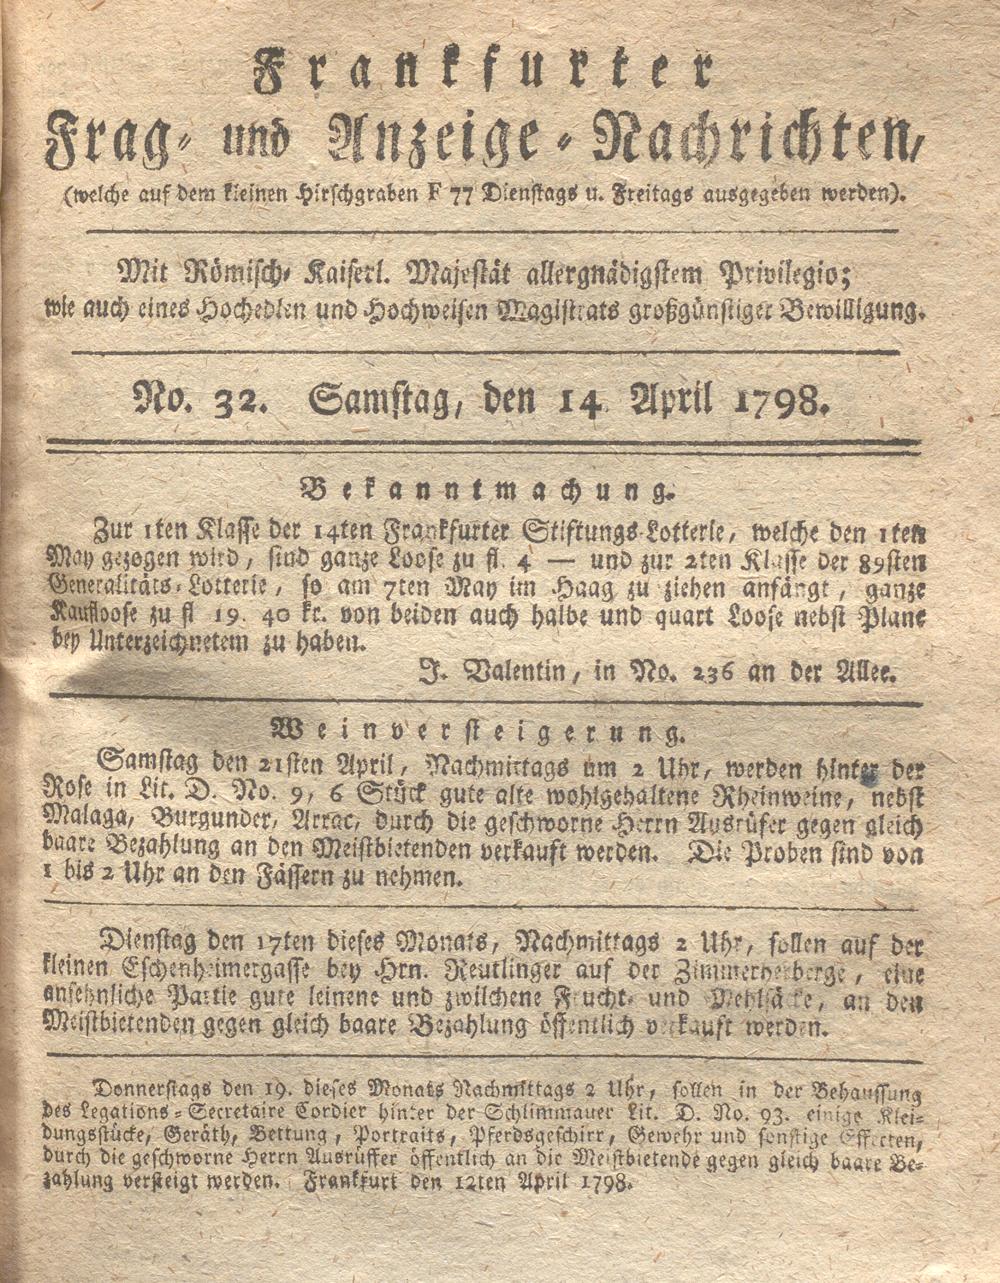 Frankfurter
Frag- und Anzeige-Nachrichten,
(welche auf dem kleinen Hirschgraben F 77 Dienstags u. Freitags ausgegeben werden).
Mit Römisch-Kaiserl. Majestät allergnädigstem Privilegio;
wie auch eines Hochedlen und Hochweisen Magistrats großgünstiger Bewilligung.
No. 32. Samstag, den 14 April 1798.
Bekanntmachung.
Zur 1ten Klasse der 14ten Frankfurter Stiftungs-Lotterie, welche den 1ten
May gezogen wird, sind ganze Loose zu fl. 4 — und zur 2ten Klasse der 89sten
Generalitäts-Lotterie, so am 7ten May im Haag zu ziehen anfängt, ganze
Kaufloose zu fl 19. 40 kr. von beiden auch halbe und quart Loose nebst Plane
bey Unterzeichnetem zu haben.
J. Valentin, in No. 236 an der Allee.
Weinversteigerung.
Samstag den 21sten April, Nachmittags um 2 Uhr, werden hinter der
Rose in Lit. D. No. 9, 6 Stück gute alte wohlgehaltene Rheinweine, nebst
Malaga, Burgunder, Arrac, durch die geschworne Herrn Ausrüfer gegen gleich
baare Bezahlung an den Meistbietenden verkauft werden. Die Proben sind von
1 bis 2 Uhr an den Fässern zu nehmen.
Dienstag den 17ten dieses Monats, Nachmittags 2 Uhr, sollen auf der
kleinen Eschenheimergasse bey Hrn. Reutlinger auf der Zimmerherberge, eine
ansehnliche Partie gute leinene und zwilchene Frucht- und Mehlsäcke, an den
Meistbietenden gegen gleich baare Bezahlung öffentlich verkauft werden.
Donnerstags den 19. dieses Monats Nachmittags 2 Uhr, sollen in der Behaussung
des Legations-Secretaire Cordier hinter der Schlimmauer Lit. D. No. 93. einige Klei-
dungsstücke, Geräth, Bettung, Portraits, Pferdsgeschirr, Gewehr und sonstige Effecten,
durch die geschworne Herrn Ausrüffer öffentlich an die Meistbietende gegen gleich baare Be-
zahlung versteigt werden. Frankfurt den 12ten April 1798.